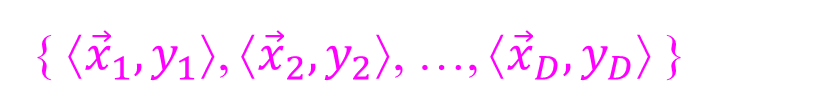 { ⟨x⃗₁, y₁⟩, ⟨x⃗₂, y₂⟩, …, ⟨x⃗_D, y_D⟩ }